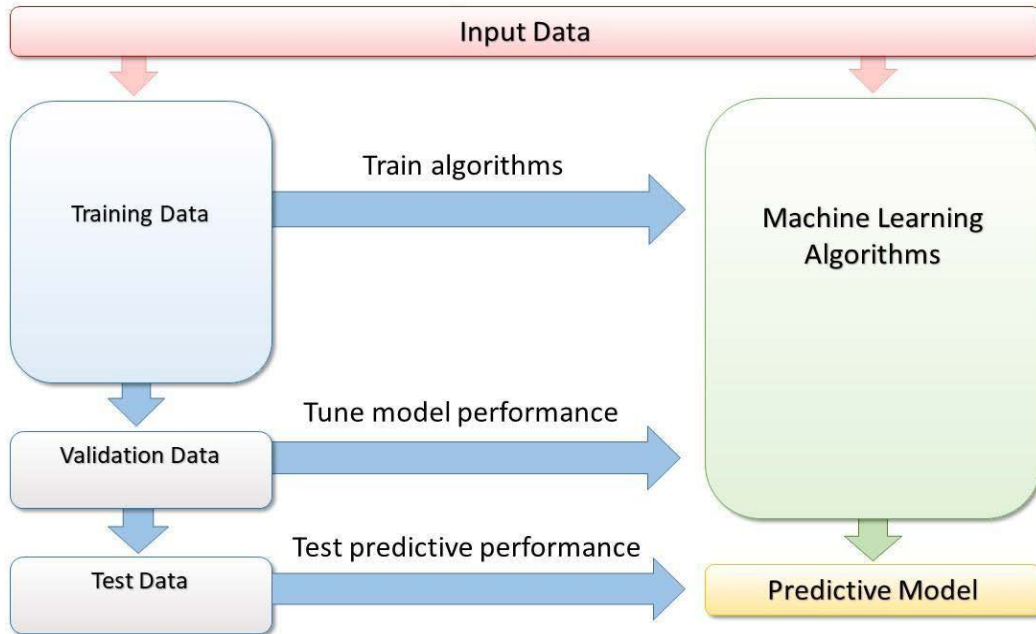 Input Data
Train algorithms
Training Data
Machine Learning
Algorithms
Tune model performance
Validation Data
Test predictive performance
Test Data
Predictive Model